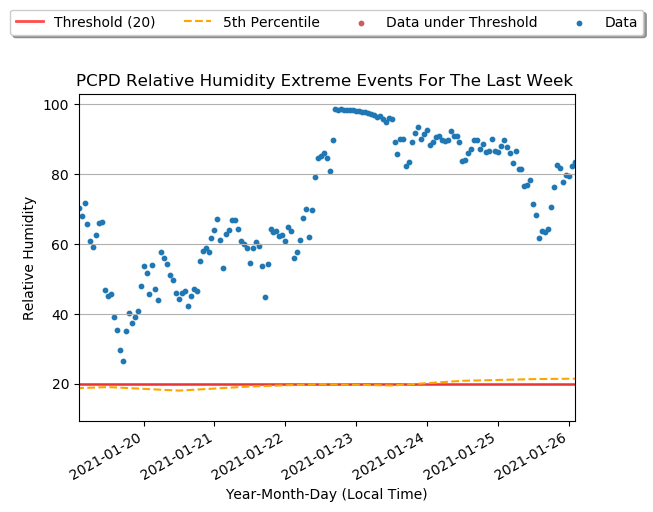 Threshold (20) 5th Percentile Data under Threshold Data
PCPD Relative Humidity Extreme Events For The Last Week
100
80
60
40
20
Relative Humidity
2021-01-20 2021-01-21 2021-01-22 2021-01-23 2021-01-24 2021-01-25 2021-01-26
Year-Month-Day (Local Time)